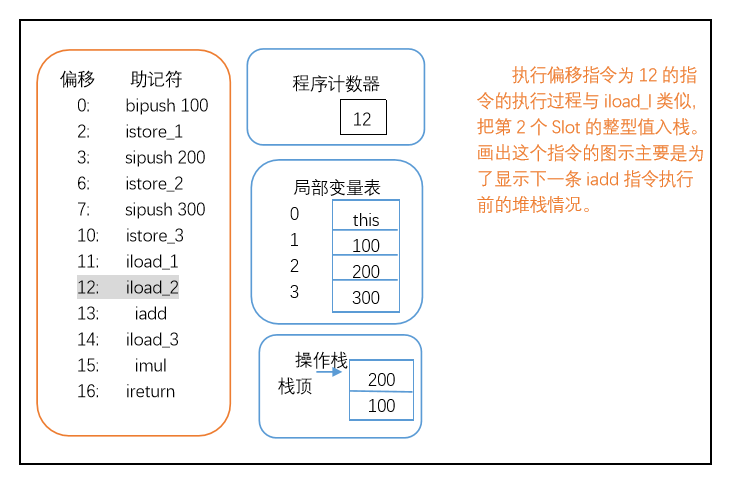 偏移 助记符
0: bipush 100
2: istore_1
3: sipush 200
6: istore_2
7: sipush 300
10: istore_3
11: iload_1
12: iload_2
13: iadd
14: iload_3
15: imul
16: ireturn
程序计数器
12
局部变量表
0 this
1 100
2 200
3 300
操作栈
栈顶
200
100
执行偏移指令为 12 的指
令的执行过程与 iload_l 类似,
把第 2 个 Slot 的整型值入栈。
画出这个指令的图示主要是为
了显示下一条 iadd 指令执行
前的堆栈情况。